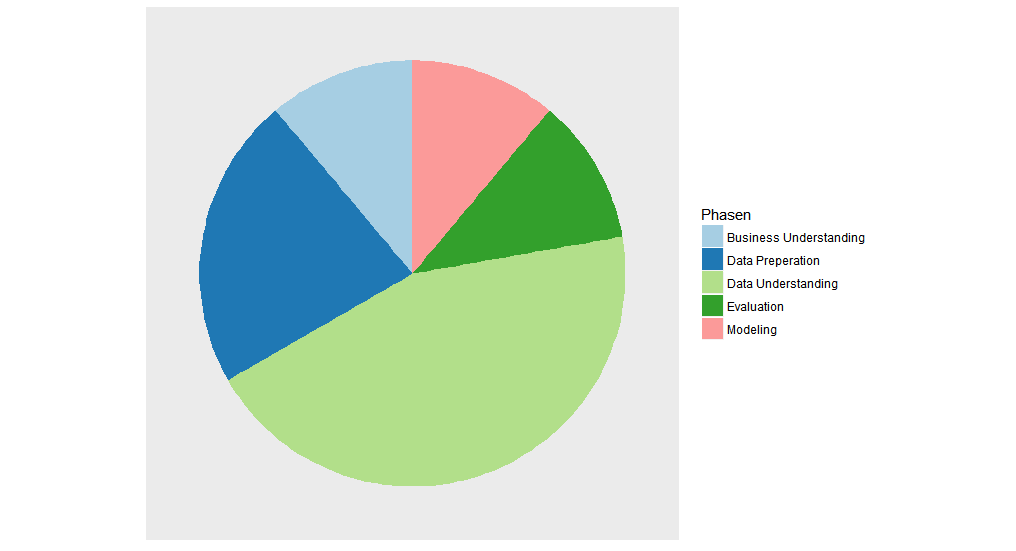 Phasen
Business Understanding
Data Preperation
Data Understanding
Evaluation
Modeling